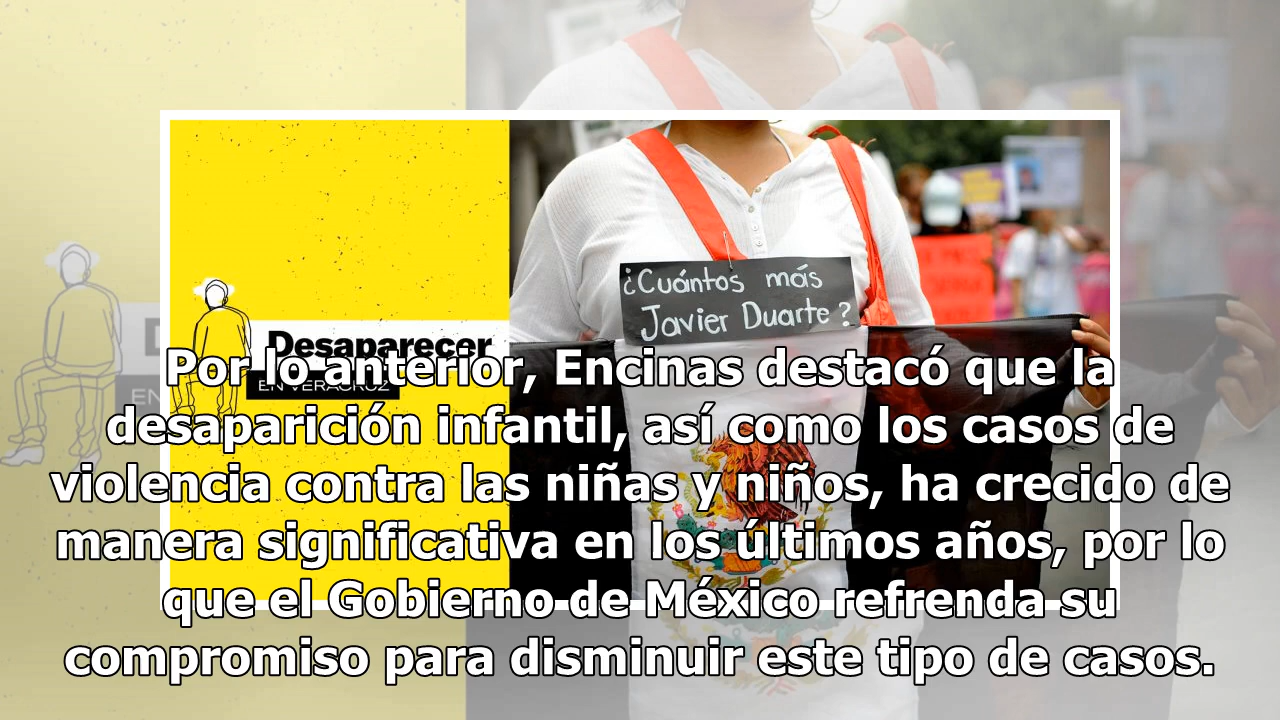 ¿Cuántos más
Javier Duarte?
Desaparecer
EN VERACRUZ
Por lo anterior, Encinas destacó que la
desaparición infantil, así como los casos de
violencia contra las niñas y niños, ha crecido de
manera significativa en los últimos años, por lo
que el Gobierno de México refrenda su
compromiso para disminuir este tipo de casos.